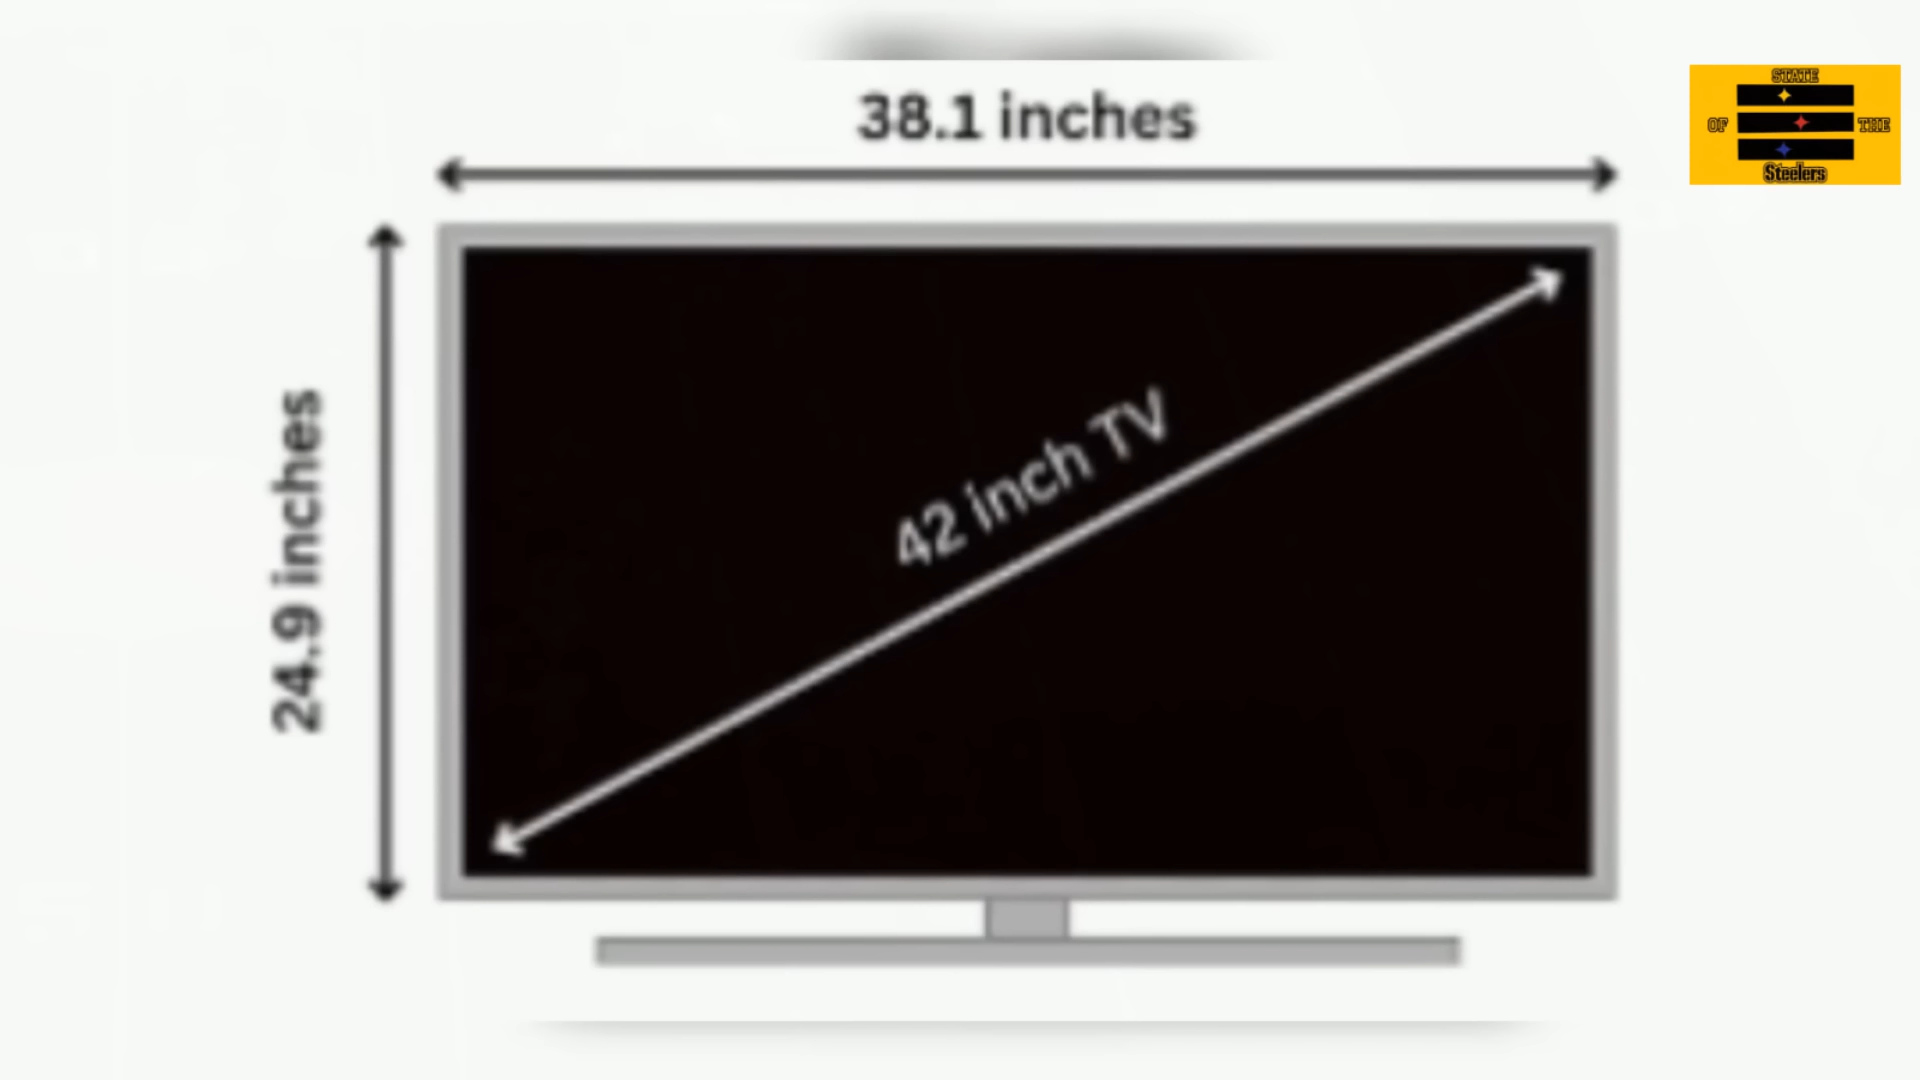 38.1 inches
24.9 inches
42 inch TV
STATE
OF THE
Steelers